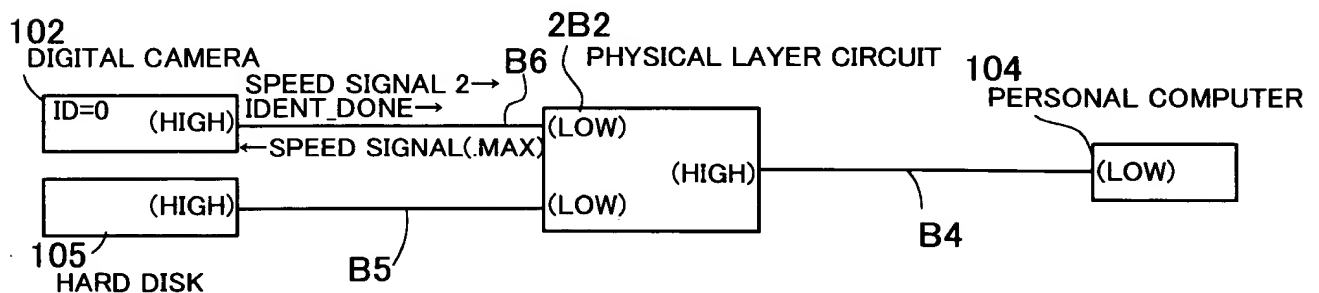 102
DIGITAL CAMERA
ID=0
(HIGH)
SPEED SIGNAL 2→
IDENT_DONE→
←SPEED SIGNAL(.MAX)
B6
2B2
PHYSICAL LAYER CIRCUIT
(LOW)
(HIGH)
(LOW)
104
PERSONAL COMPUTER
(LOW)
B4
(HIGH)
105
HARD DISK
B5